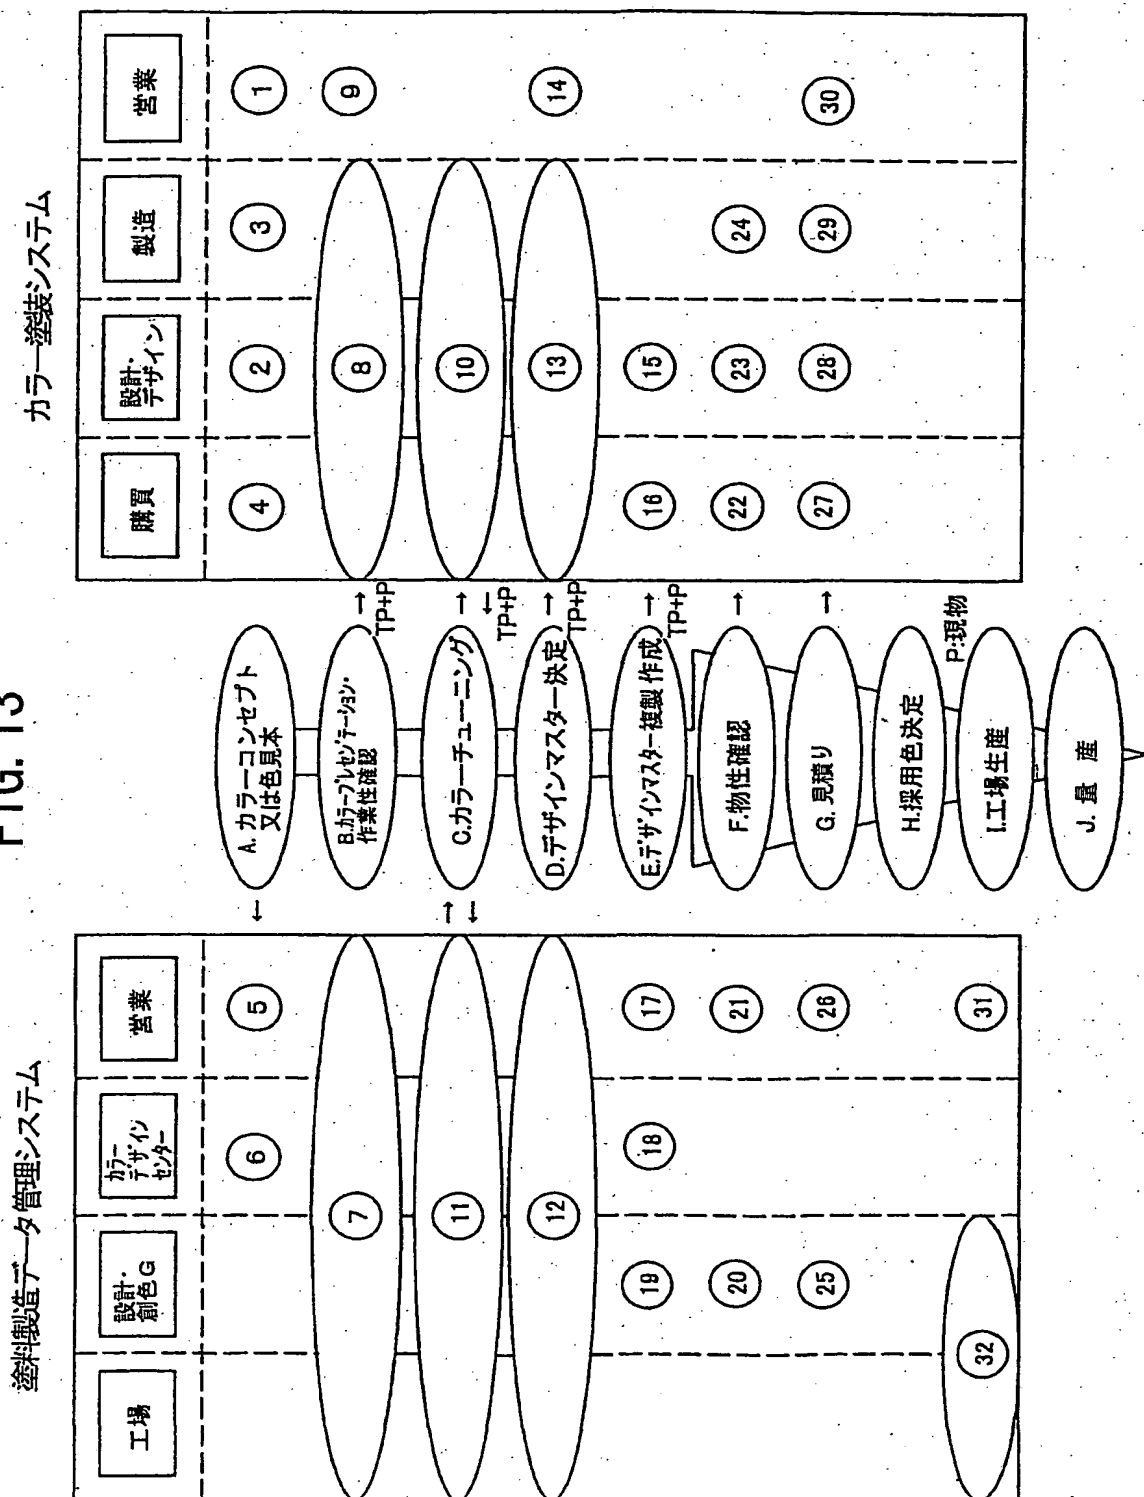 FIG. 13
塗料製造データ管理システム
カラー塗装システム
工場
設計・
創色G
カラー
デザイン
センター
営業
購買
設計・
デザイン
製造
営業
6
5
←
A. カラーコンセプト
又は色見本
4
2
3
1
7
B.カラープレゼンテーション・
作業性確認
→
TP+P
8
9
11
→
←
C.カラーチューニング
→
←
TP+P
10
12
D.デザインマスター決定
→
TP+P
13
14
19
18
17
E.デザインマスター複製作成
→
TP+P
16
15
20
21
F.物性確認
→
22
23
24
25
26
G. 見積り
→
27
28
29
30
H.採用色決定
P:現物
32
31
I.工場生産
J. 量 産